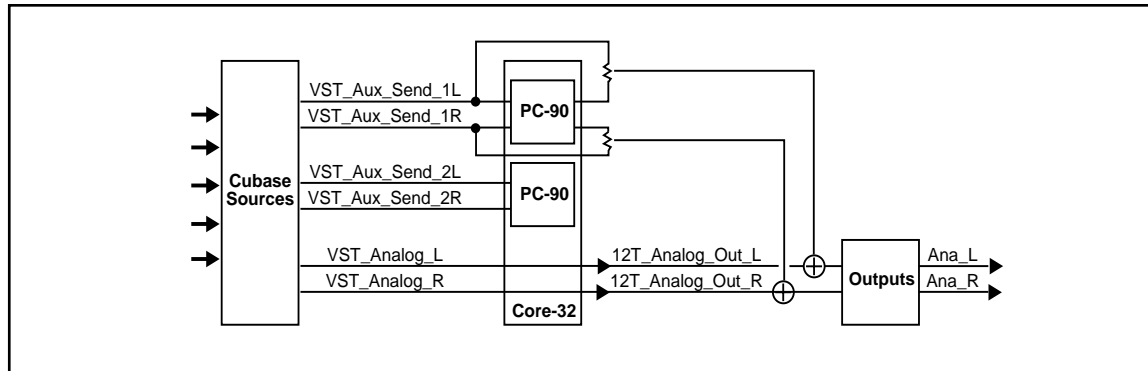 VST_Aux_Send_1L
VST_Aux_Send_1R
PC-90
Cubase
Sources
VST_Aux_Send_2L
VST_Aux_Send_2R
PC-90
VST_Analog_L
VST_Analog_R
12T_Analog_Out_L
12T_Analog_Out_R
Core-32
Outputs
Ana_L
Ana_R